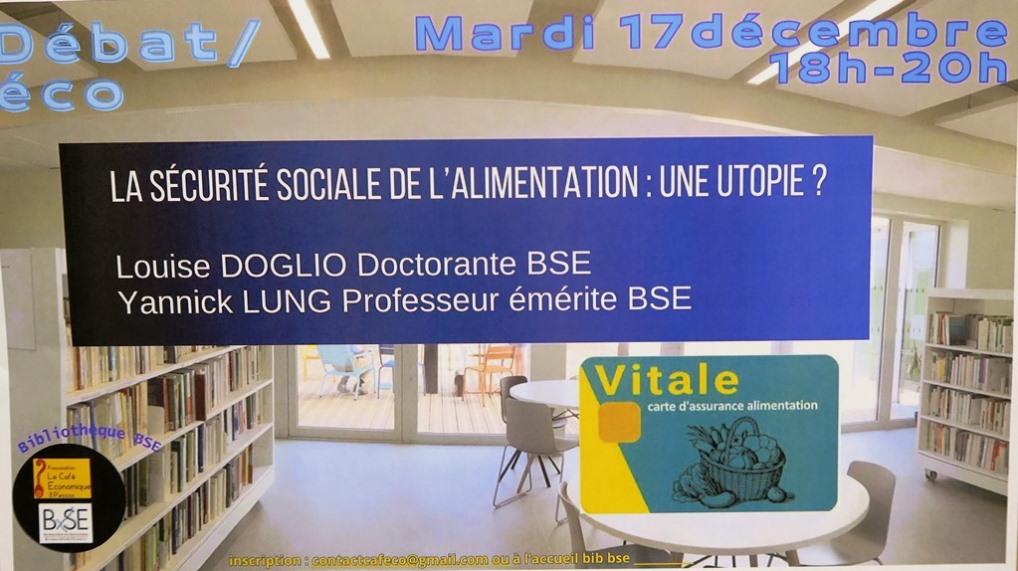 Débat/
éco
Mardi 17décembre
18h-20h
LA SÉCURITÉ SOCIALE DE L'ALIMENTATION : UNE UTOPIE ?
Louise DOGLIO Doctorante BSE
Yannick LUNG Professeur émérite BSE
Vitale
carte d'assurance alimentation
Bibliothèque BSE
Association
Le Café
Economique
BxSE
inscription : contactcafeco@gmail.com ou à l'accueil bib bse